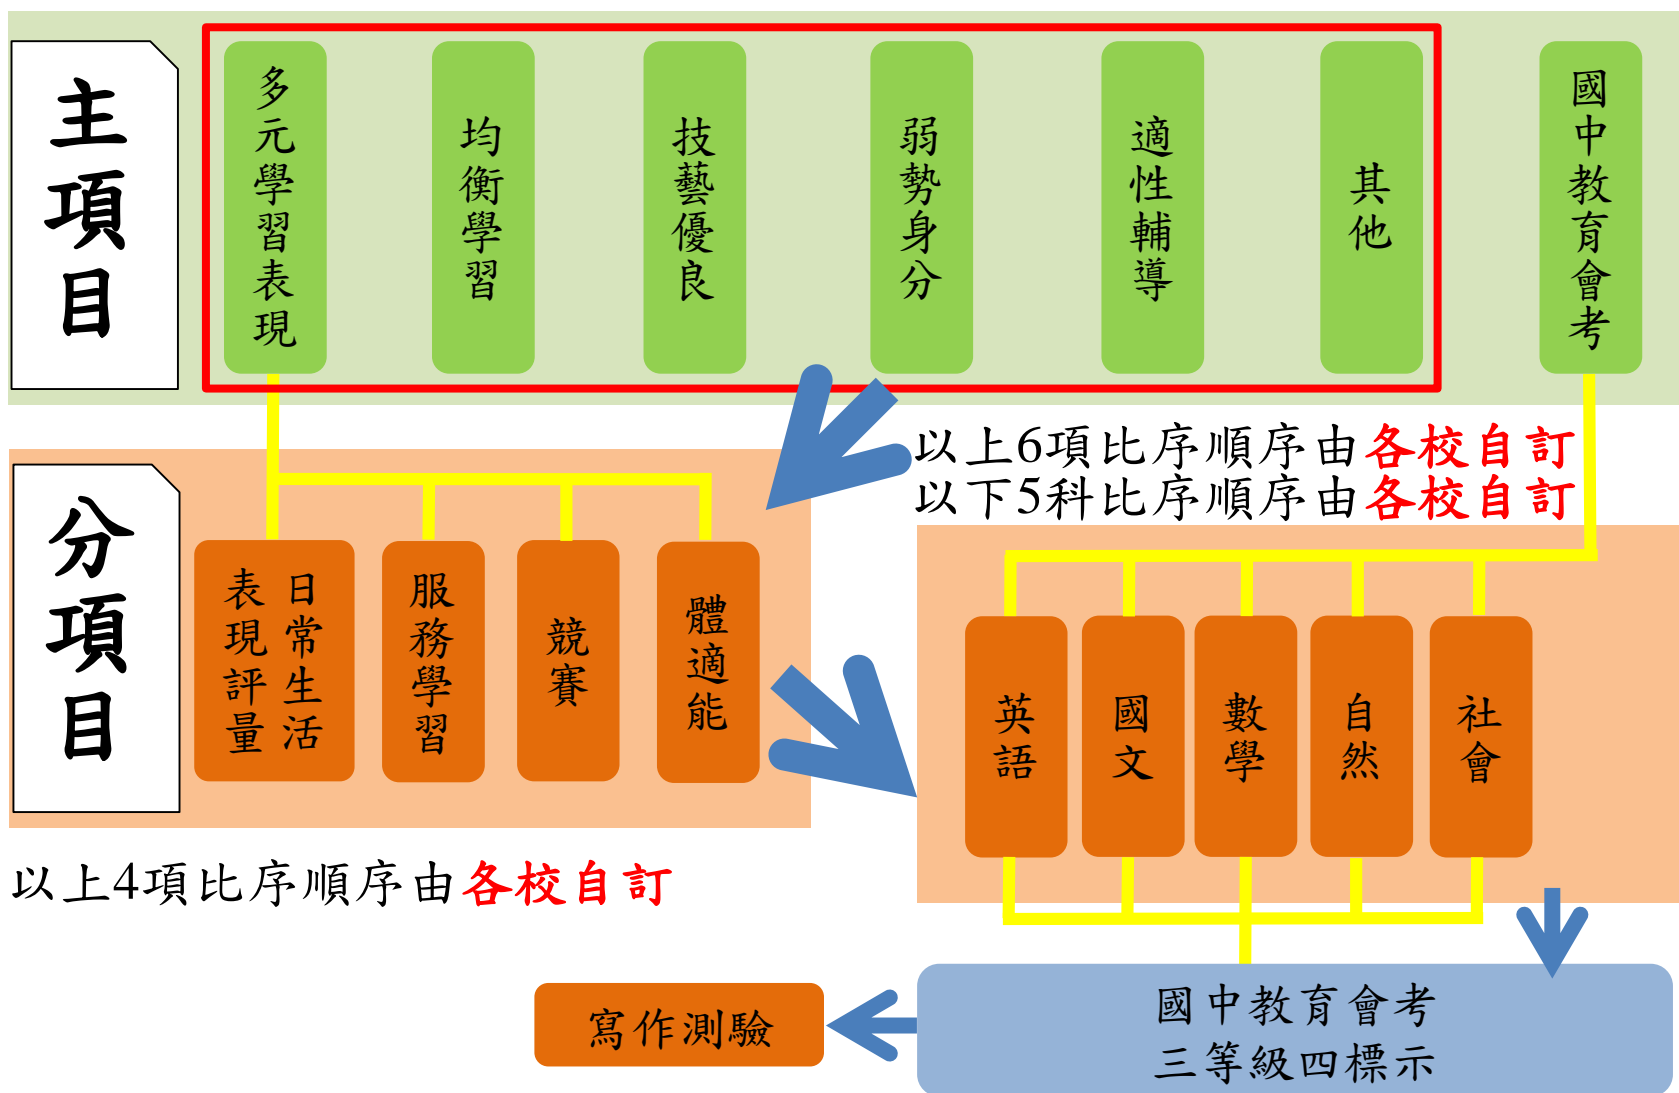 主項目
多元學習表現
均衡學習
技藝優良
弱勢身分
適性輔導
其他
國中教育會考
以上6項比序順序由各校自訂
以下5科比序順序由各校自訂
分項目
日常生活
表現評量
服務學習
競賽
體適能
英語
國文
數學
自然
社會
以上4項比序順序由各校自訂
寫作測驗
國中教育會考
三等級四標示